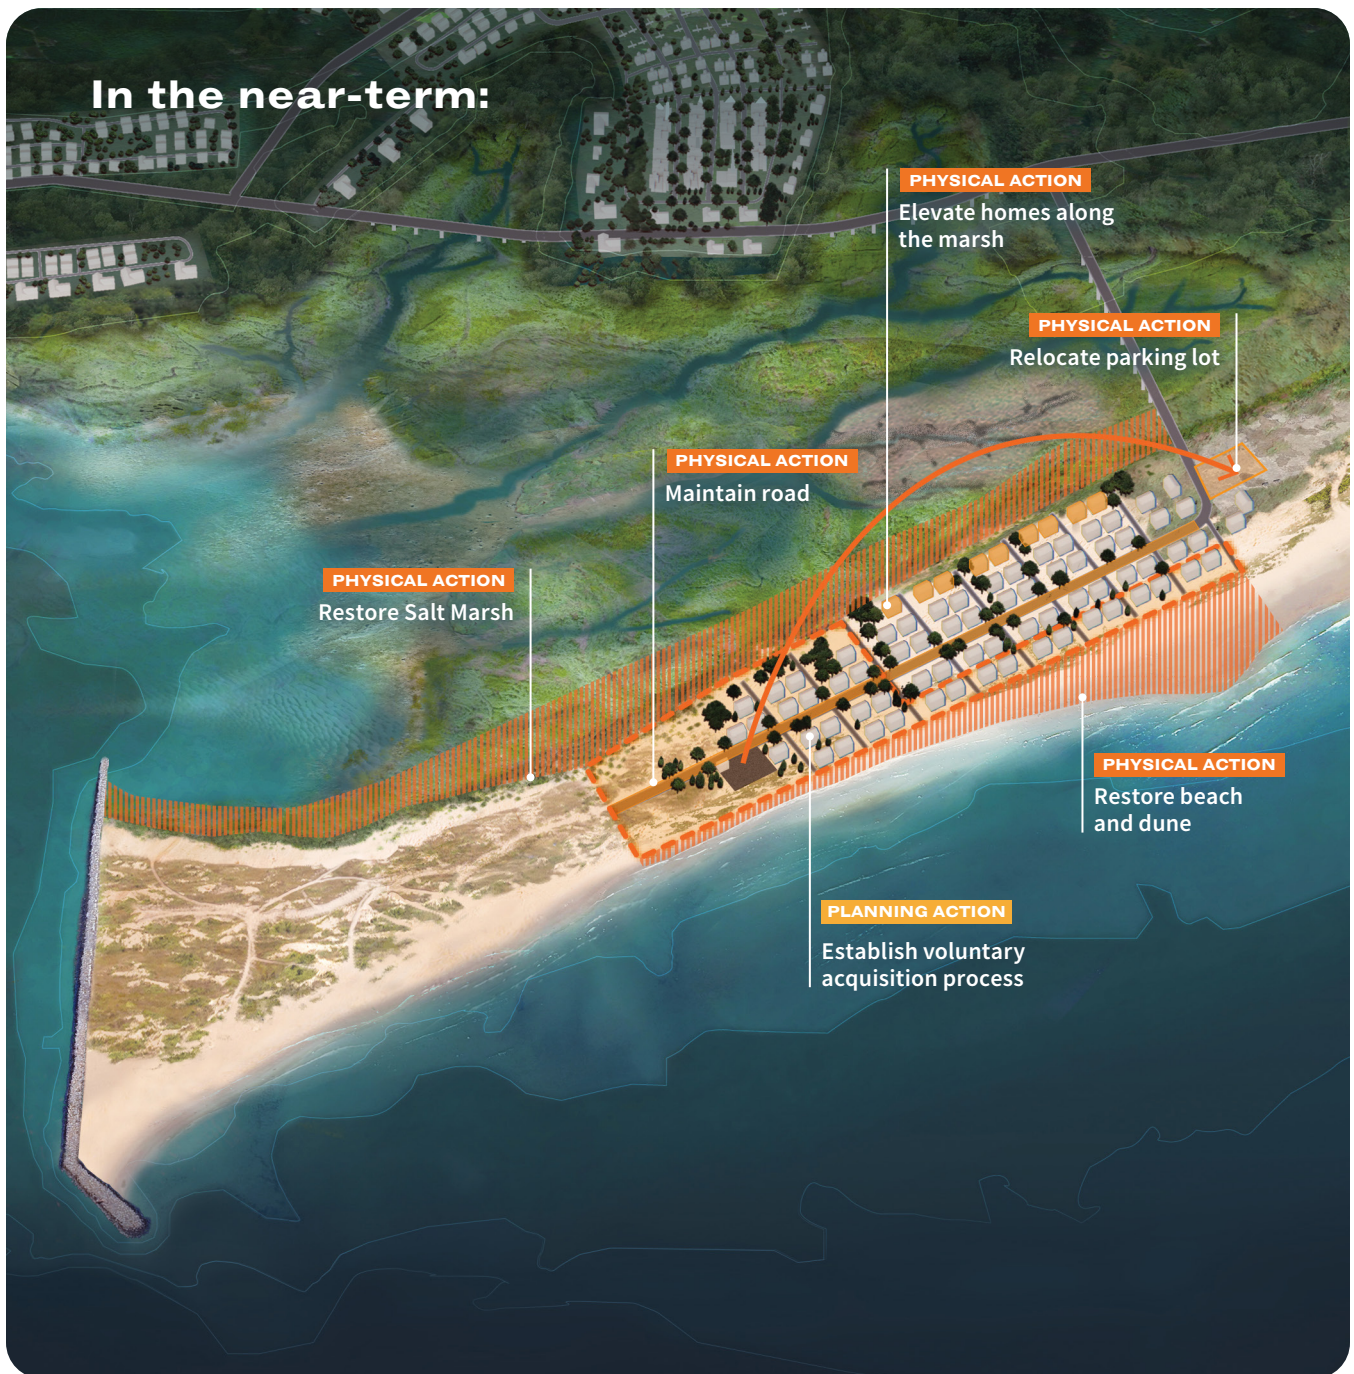 In the near-term:
PHYSICAL ACTION
Elevate homes along
the marsh
PHYSICAL ACTION
Relocate parking lot
PHYSICAL ACTION
Maintain road
PHYSICAL ACTION
Restore Salt Marsh
PHYSICAL ACTION
Restore beach
and dune
PLANNING ACTION
Establish voluntary
acquisition process